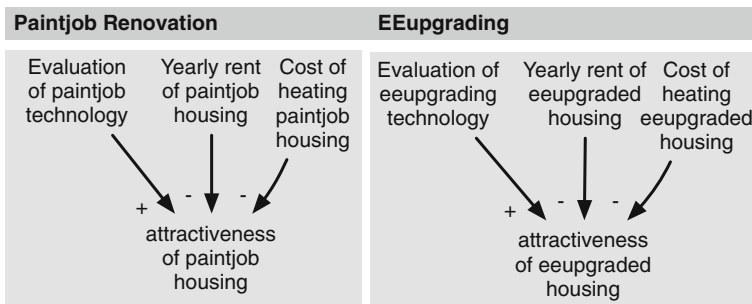 Paintjob Renovation
Evaluation
of paintjob
technology
Yearly rent
of paintjob
housing
Cost of
heating
paintjob
housing
+
-
-
attractiveness
of paintjob
housing
EEupgrading
Evaluation of
eeupgrading
technology
Yearly rent of
eeupgraded
housing
Cost of
heating
eeupgraded
housing
+
-
-
attractiveness
of eeupgraded
housing